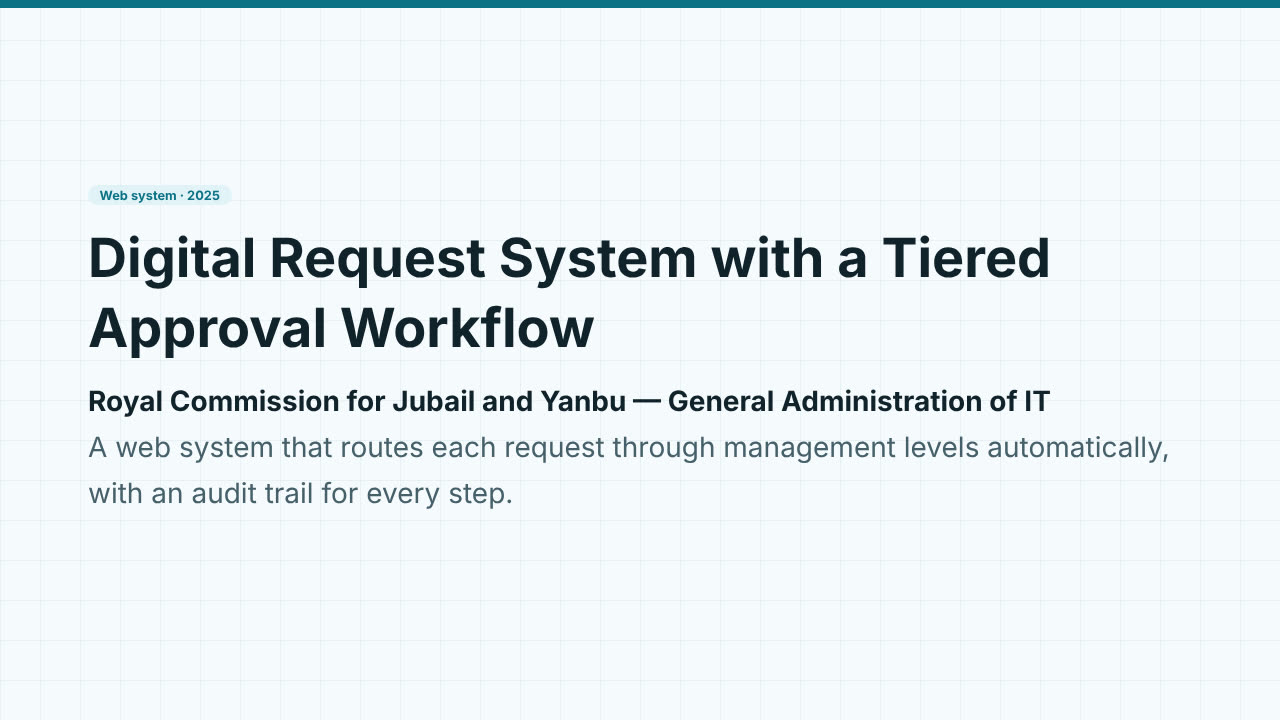 Web system · 2025
Digital Request System with a Tiered
Approval Workflow
Royal Commission for Jubail and Yanbu — General Administration of IT
A web system that routes each request through management levels automatically,
with an audit trail for every step.